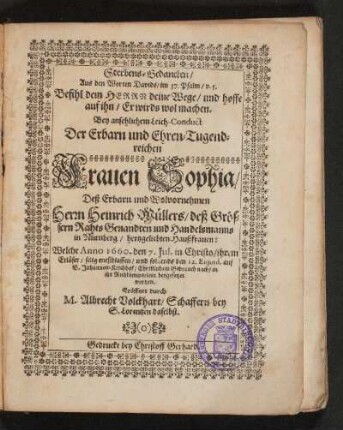 Sterbens-Gedancken/
Aus den Worten Davids/im 37. Psalm/v. 5.
Befihl dem HERRN deine Wege/und hoffe
auf ihn/Er wirds wol machen.
Bey ansehlichem Leich-Conduct
Der Erbarn und Ehren-Tugend-
reichen
Frauen Sophia/
Deß Erbarn und Wolvornehmen
Herrn Heinrich Müllers/deß Grös-
sern Rahts Genandten und Handelsmanns
in Nürnberg/hertzgeliebten Haußfrauen:
Welche Anno 1660. den 7. Jul. in Christo/ihrem
Erlöser/seelig entschlaffen/und folgends den 12. auf
S. Johannis-Kirchhof/Christlichem Gebrauch nach/in
ihr Ruhkämmerlein beygesetzt
worden.
Eröffnet durch
M. Albrecht Volckhart/Schaffern bey
S. Lorentzen daselbst.
Gedruckt bey Christoff Gerhard